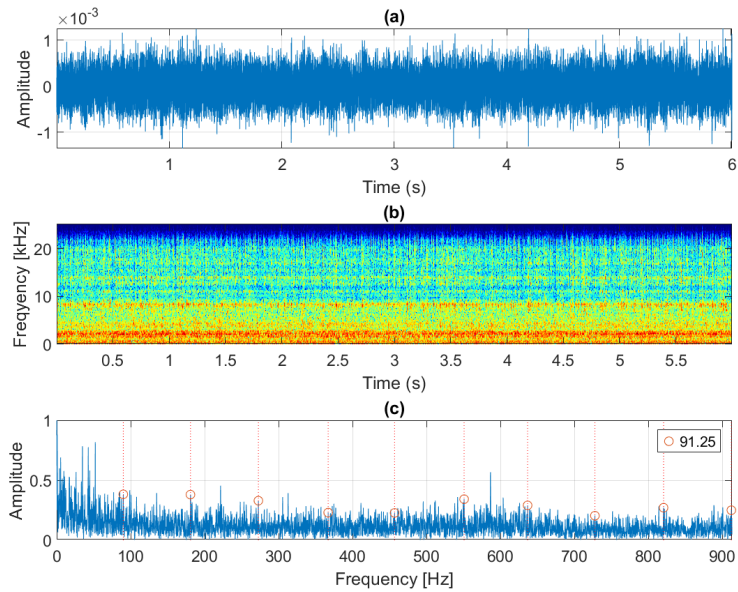 (a)
×10⁻³
1
0
-1
Amplitude
1 2 3 4 5 6
Time (s)
(b)
20
10
0
Freqyency [kHz]
0.5 1 1.5 2 2.5 3 3.5 4 4.5 5 5.5
Time (s)
(c)
1
0.5
0
Amplitude
91.25
0 100 200 300 400 500 600 700 800 900
Frequency [Hz]